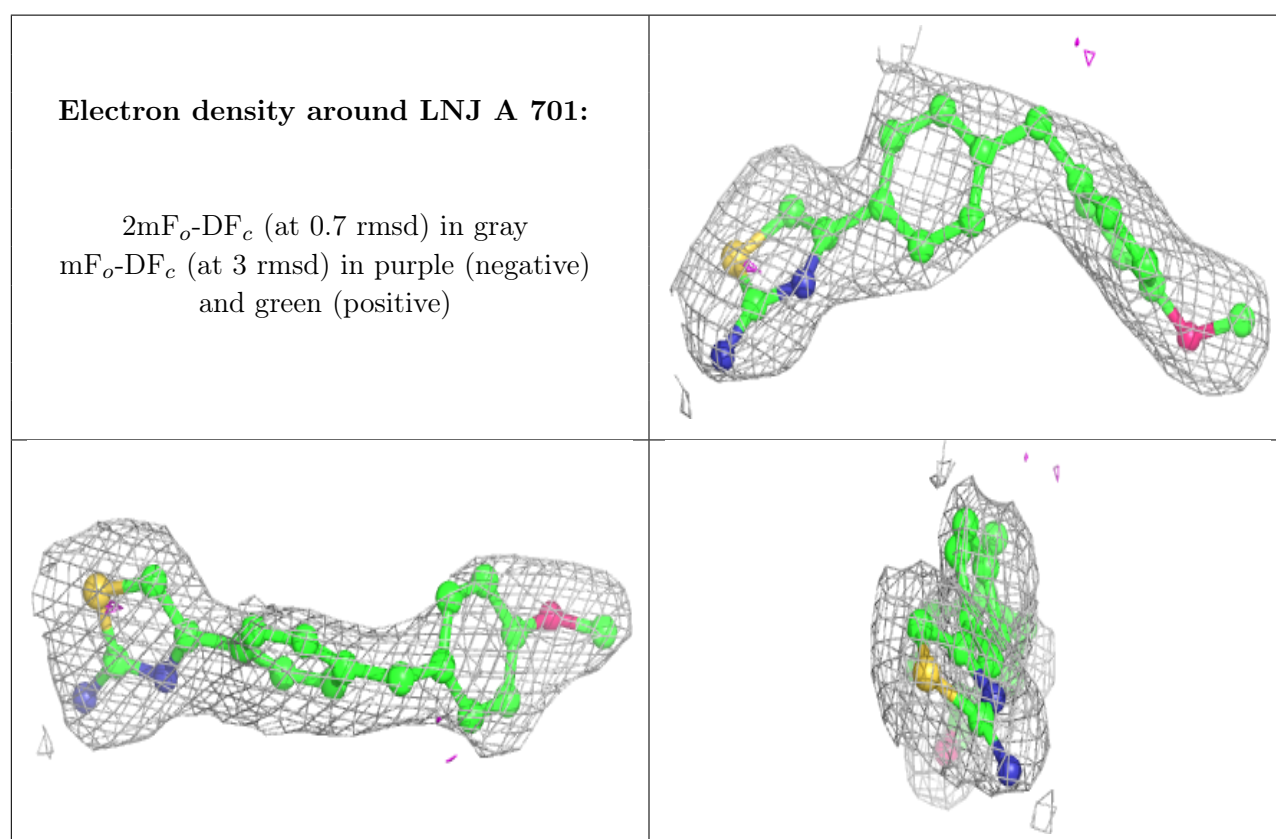 Electron density around LNJ A 701:
2mFo-DFc (at 0.7 rmsd) in gray
mFo-DFc (at 3 rmsd) in purple (negative)
and green (positive)